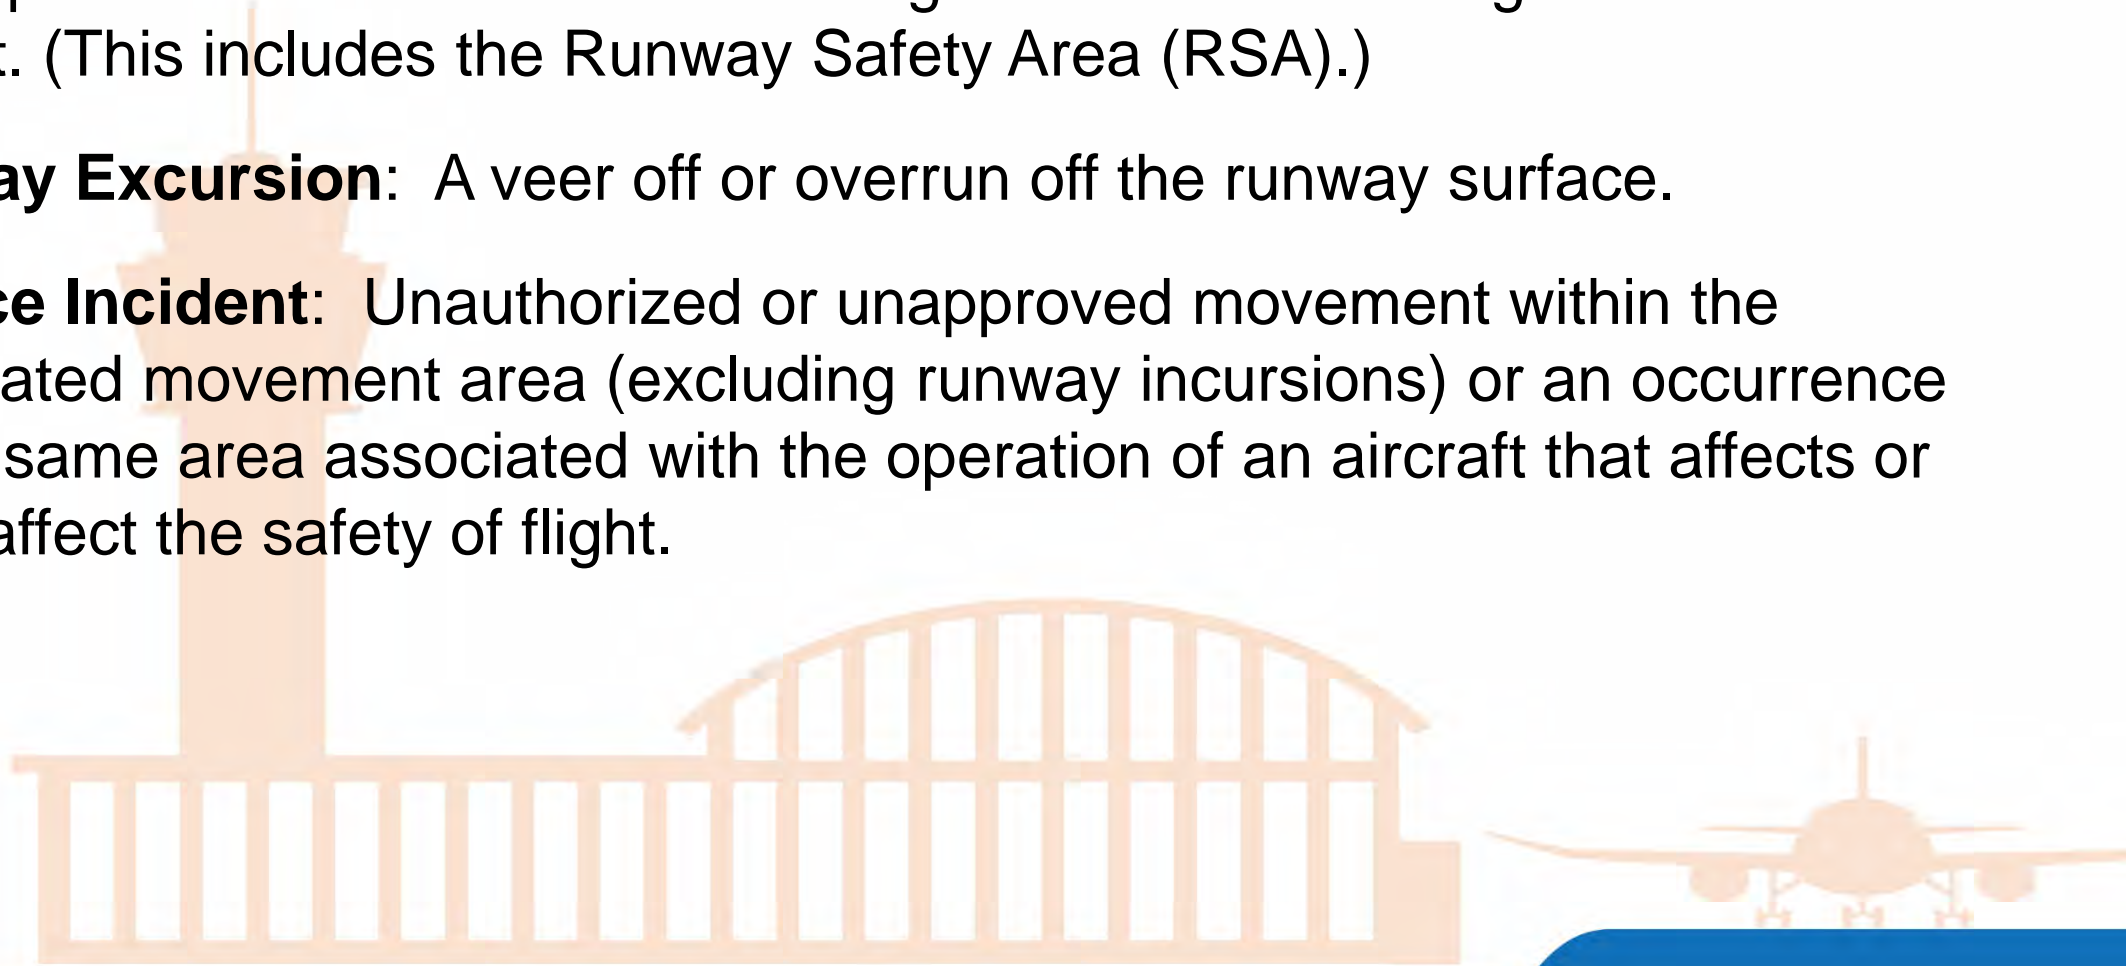 t. (This includes the Runway Safety Area (RSA).)
ay Excursion: A veer off or overrun off the runway surface.
ce Incident: Unauthorized or unapproved movement within the
ated movement area (excluding runway incursions) or an occurrence
same area associated with the operation of an aircraft that affects or
affect the safety of flight.